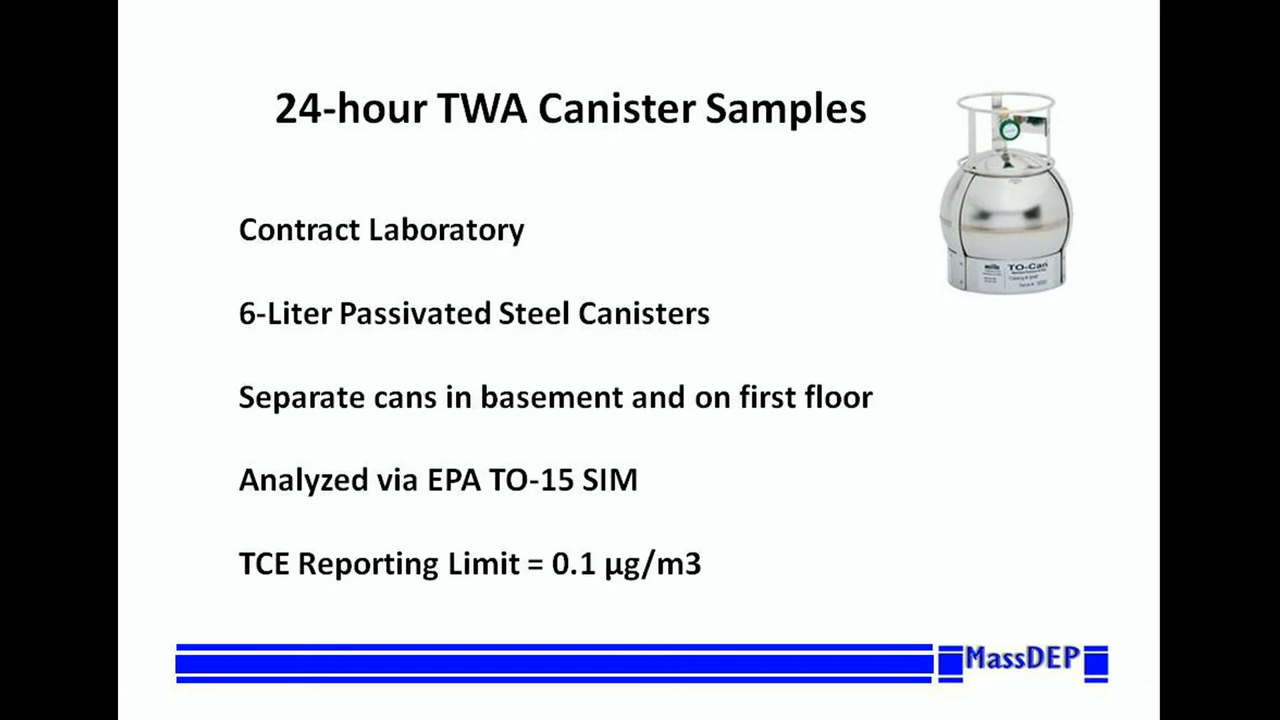 24-hour TWA Canister Samples
TO-Can
Contract Laboratory
6-Liter Passivated Steel Canisters
Separate cans in basement and on first floor
Analyzed via EPA TO-15 SIM
TCE Reporting Limit = 0.1 µg/m3
MassDEP